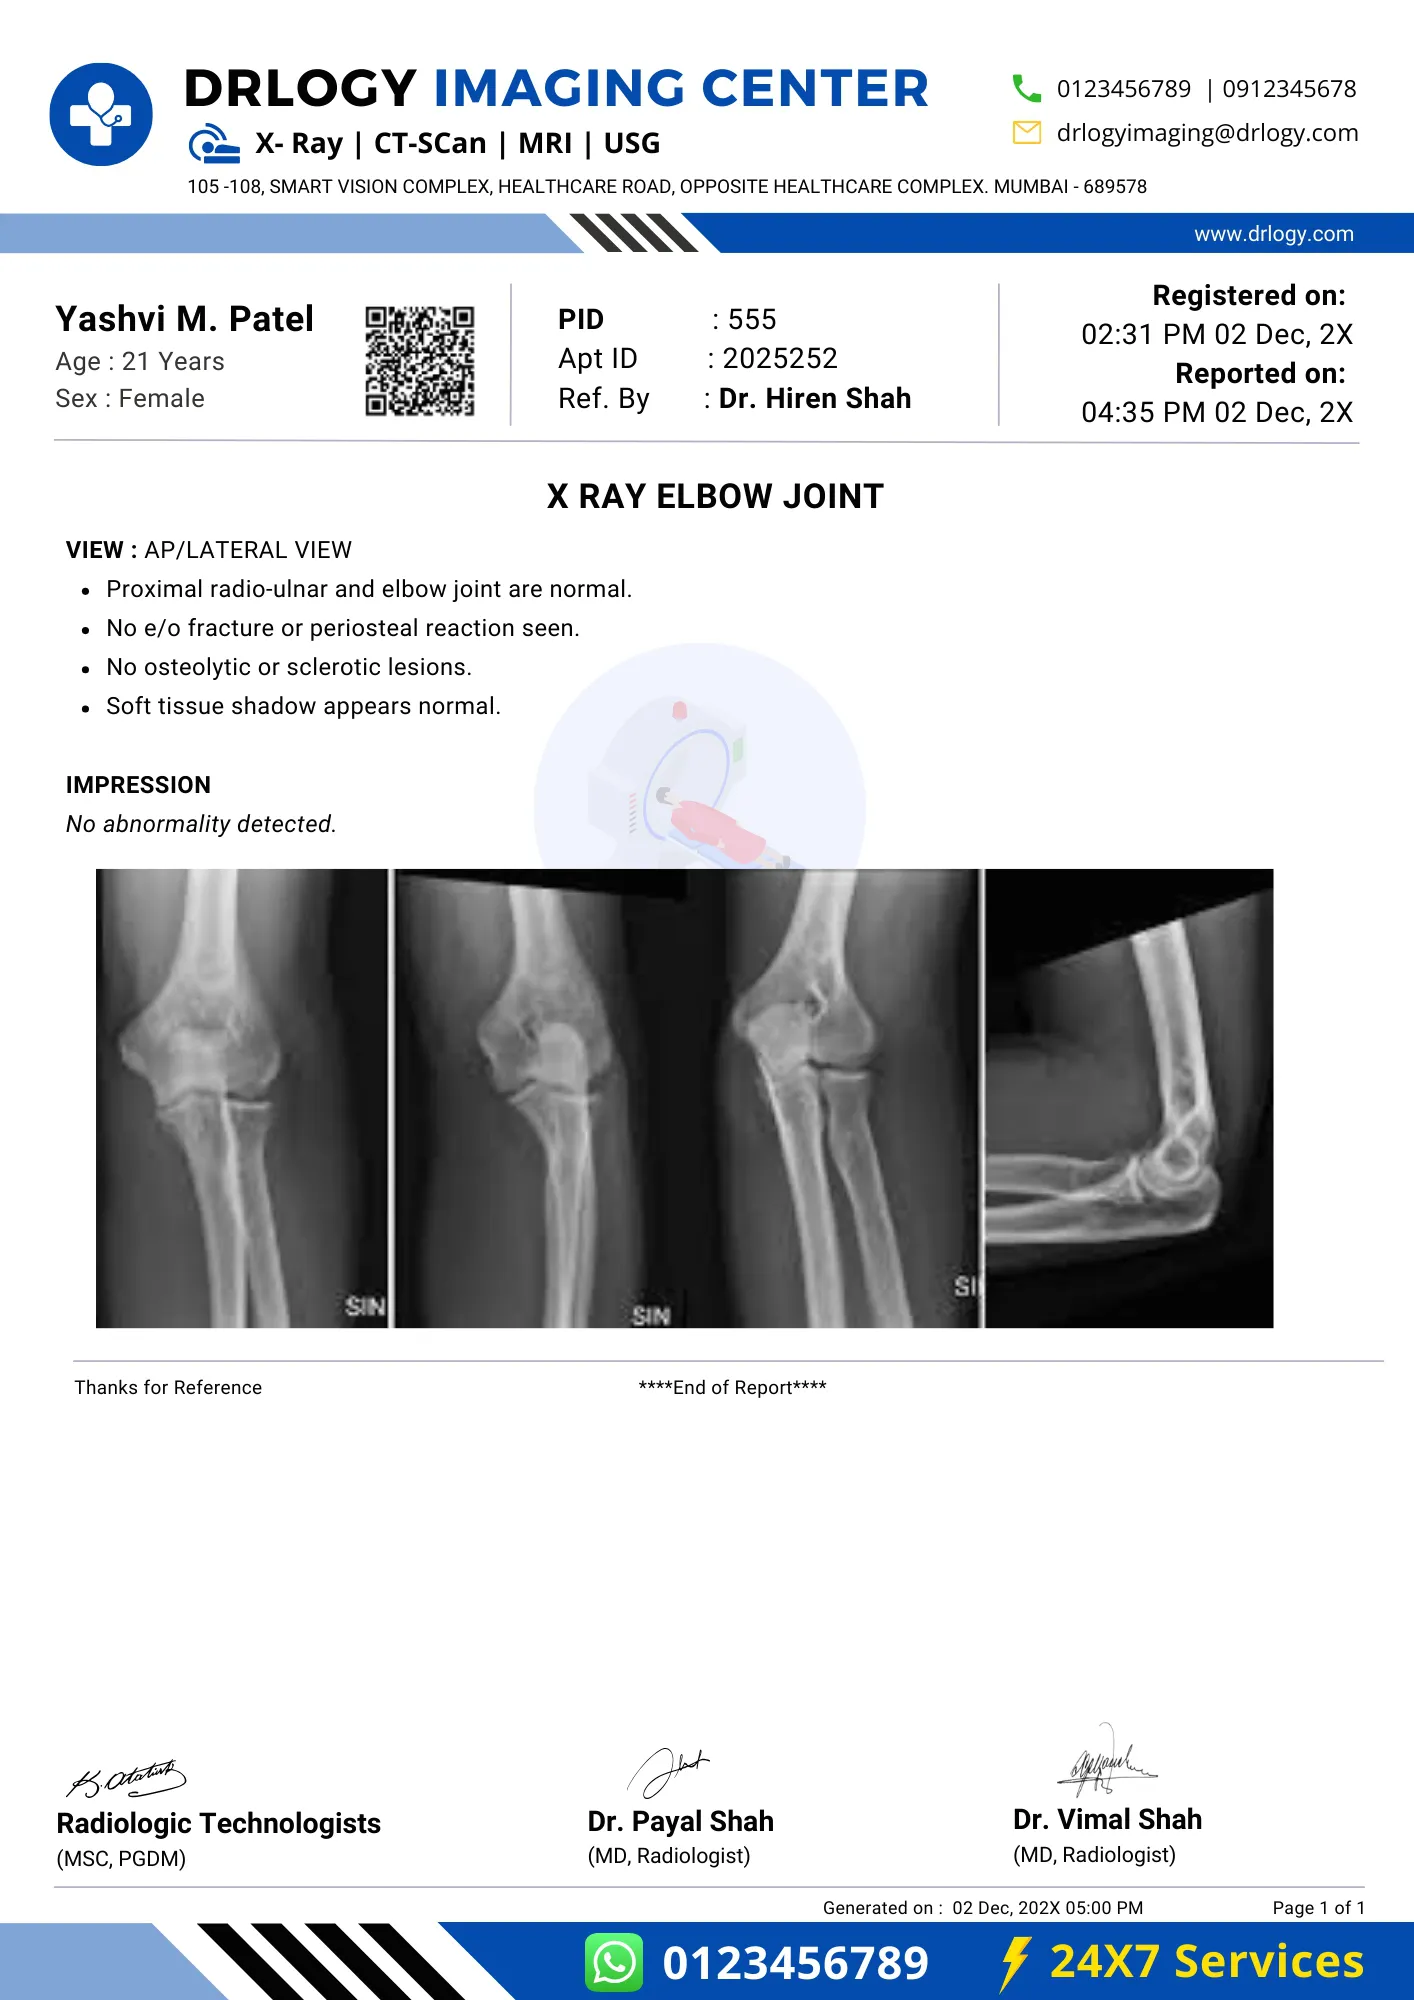 DRLOGY IMAGING CENTER
X- Ray | CT-SCan | MRI | USG
105 -108, SMART VISION COMPLEX, HEALTHCARE ROAD, OPPOSITE HEALTHCARE COMPLEX. MUMBAI - 689578
0123456789 | 0912345678
drlogyimaging@drlogy.com
www.drlogy.com
Yashvi M. Patel
Age : 21 Years
Sex : Female
PID : 555
Apt ID : 2025252
Ref. By : Dr. Hiren Shah
Registered on:
02:31 PM 02 Dec, 2X
Reported on:
04:35 PM 02 Dec, 2X
X RAY ELBOW JOINT
VIEW : AP/LATERAL VIEW
• Proximal radio-ulnar and elbow joint are normal.
• No e/o fracture or periosteal reaction seen.
• No osteolytic or sclerotic lesions.
• Soft tissue shadow appears normal.
IMPRESSION
No abnormality detected.
SIN
SIN
SIN
Thanks for Reference
****End of Report****
Radiologic Technologists
(MSC, PGDM)
Dr. Payal Shah
(MD, Radiologist)
Dr. Vimal Shah
(MD, Radiologist)
Generated on : 02 Dec, 202X 05:00 PM
Page 1 of 1
0123456789
24X7 Services